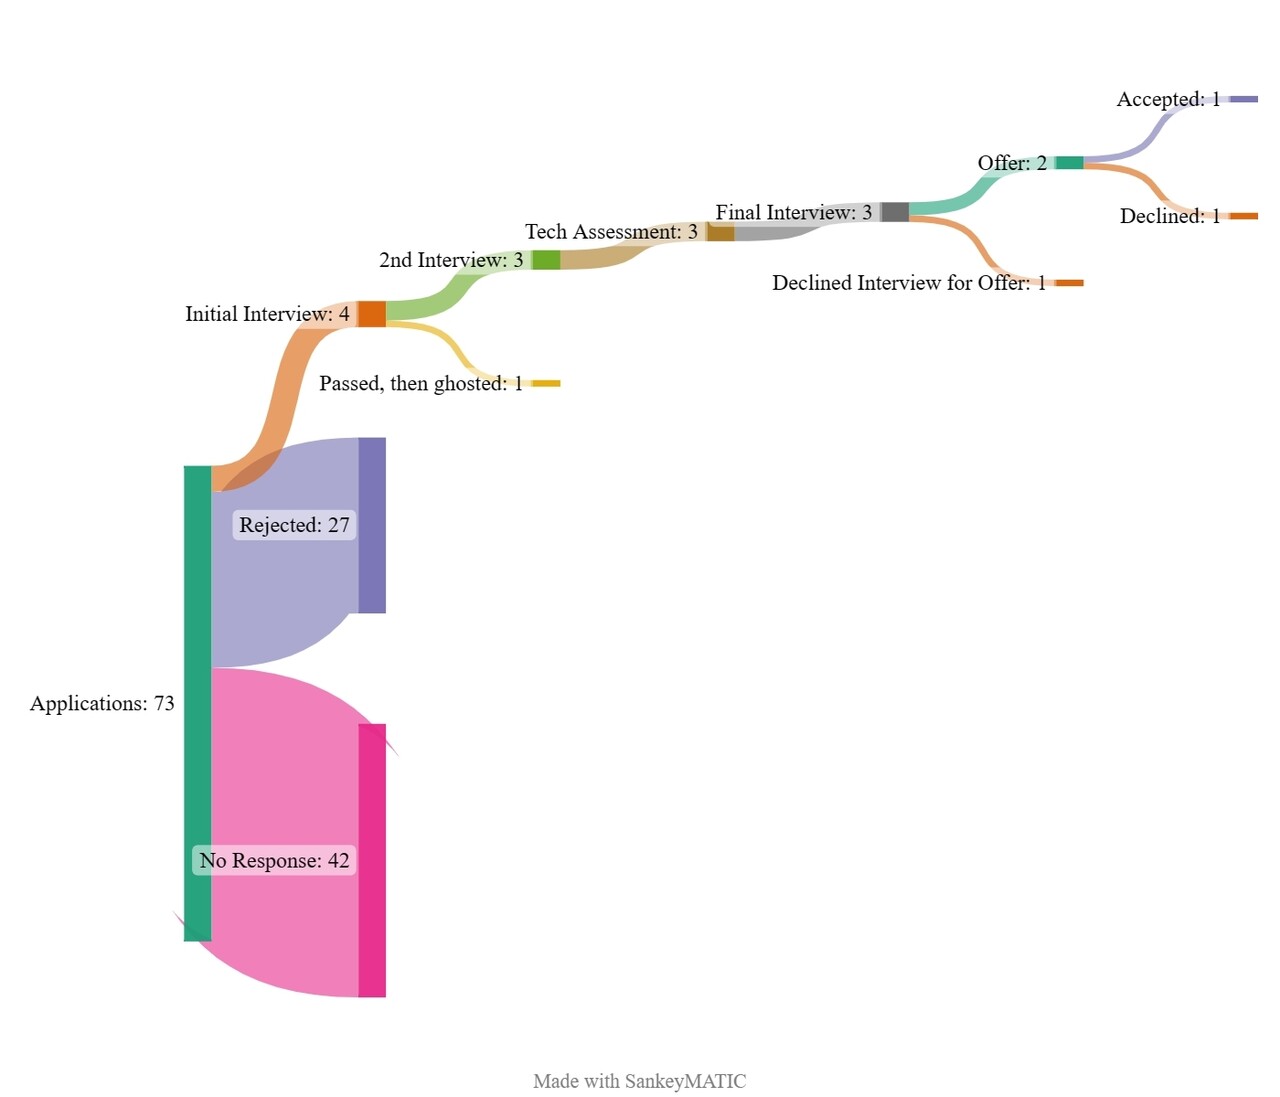 Accepted: 1
Offer: 2
Final Interview: 3
Declined: 1
Tech Assessment: 3
2nd Interview: 3
Declined Interview for Offer: 1
Initial Interview: 4
Passed, then ghosted: 1
Rejected: 27
Applications: 73
No Response: 42
Made with SankeyMATIC